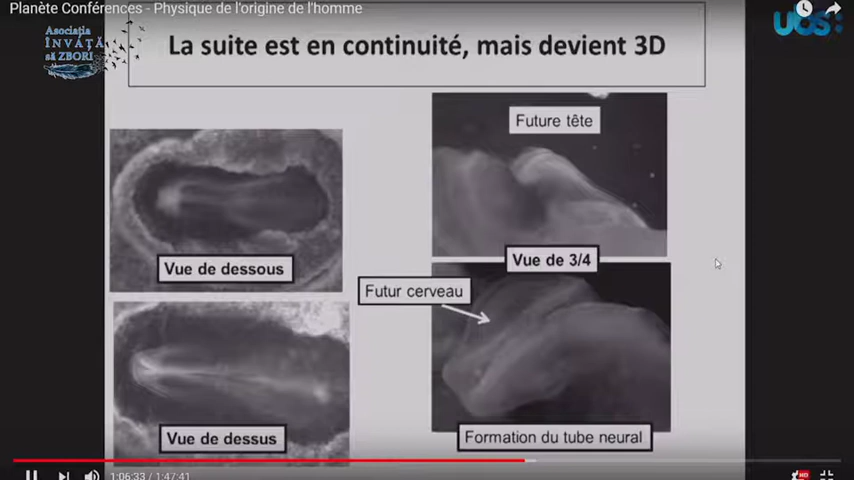 Planète Conférences - Physique de l'origine de l'homme
Asociația
ÎNVAȚĂ
să ZBORI
UBS:
La suite est en continuité, mais devient 3D
Future tête
Vue de dessous
Vue de 3/4
Futur cerveau
Vue de dessus
Formation du tube neural
1:06:33 / 1:47:41
HD